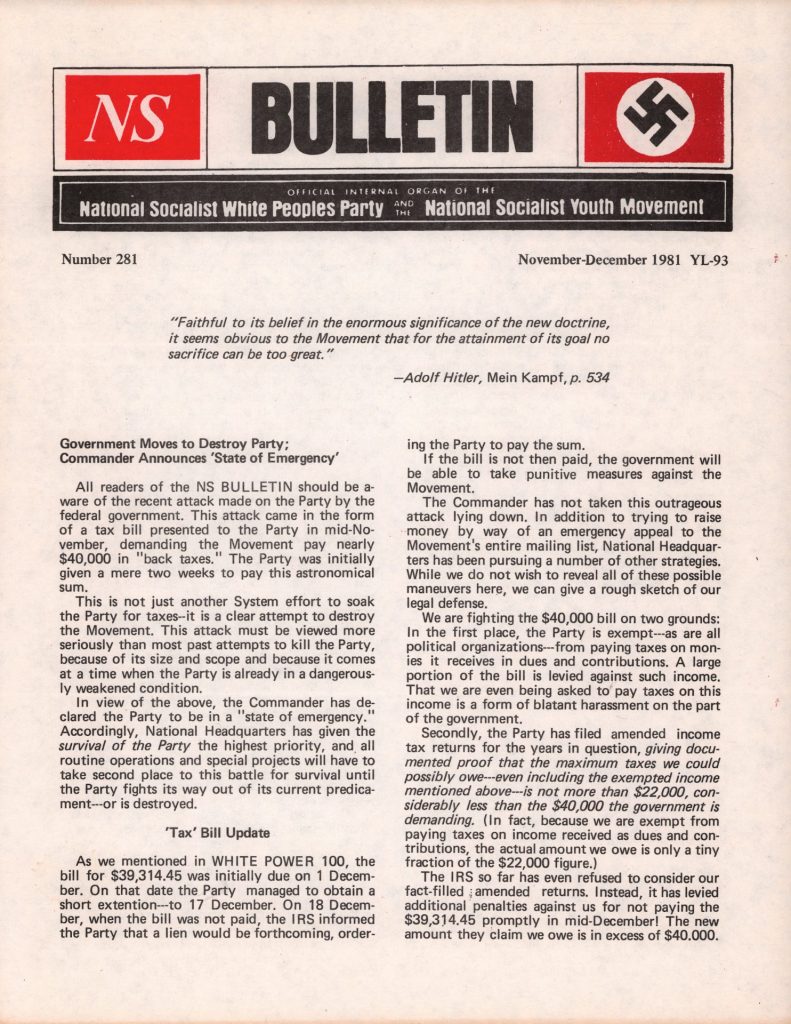 NS
BULLETIN
OFFICIAL INTERNAL ORGAN OF THE
National Socialist White Peoples Party AND THE National Socialist Youth Movement
Number 281
November-December 1981 YL-93
"Faithful to its belief in the enormous significance of the new doctrine,
it seems obvious to the Movement that for the attainment of its goal no
sacrifice can be too great."
—Adolf Hitler, Mein Kampf, p. 534
Government Moves to Destroy Party;
Commander Announces 'State of Emergency'
All readers of the NS BULLETIN should be a-
ware of the recent attack made on the Party by the
federal government. This attack came in the form
of a tax bill presented to the Party in mid-No-
vember, demanding the Movement pay nearly
$40,000 in "back taxes." The Party was initially
given a mere two weeks to pay this astronomical
sum.
This is not just another System effort to soak
the Party for taxes--it is a clear attempt to destroy
the Movement. This attack must be viewed more
seriously than most past attempts to kill the Party,
because of its size and scope and because it comes
at a time when the Party is already in a dangerous-
ly weakened condition.
In view of the above, the Commander has de-
clared the Party to be in a "state of emergency."
Accordingly, National Headquarters has given the
survival of the Party the highest priority, and all
routine operations and special projects will have to
take second place to this battle for survival until
the Party fights its way out of its current predica-
ment---or is destroyed.
'Tax' Bill Update
As we mentioned in WHITE POWER 100, the
bill for $39,314.45 was initially due on 1 Decem-
ber. On that date the Party managed to obtain a
short extention---to 17 December. On 18 Decem-
ber, when the bill was not paid, the IRS informed
the Party that a lien would be forthcoming, order-
ing the Party to pay the sum.
If the bill is not then paid, the government will
be able to take punitive measures against the
Movement.
The Commander has not taken this outrageous
attack lying down. In addition to trying to raise
money by way of an emergency appeal to the
Movement's entire mailing list, National Headquar-
ters has been pursuing a number of other strategies.
While we do not wish to reveal all of these possible
maneuvers here, we can give a rough sketch of our
legal defense.
We are fighting the $40,000 bill on two grounds:
In the first place, the Party is exempt---as are all
political organizations---from paying taxes on mon-
ies it receives in dues and contributions. A large
portion of the bill is levied against such income.
That we are even being asked to pay taxes on this
income is a form of blatant harassment on the part
of the government.
Secondly, the Party has filed amended income
tax returns for the years in question, giving docu-
mented proof that the maximum taxes we could
possibly owe---even including the exempted income
mentioned above---is not more than $22,000, con-
siderably less than the $40,000 the government is
demanding. (In fact, because we are exempt from
paying taxes on income received as dues and con-
tributions, the actual amount we owe is only a tiny
fraction of the $22,000 figure.)
The IRS so far has even refused to consider our
fact-filled amended returns. Instead, it has levied
additional penalties against us for not paying the
$39,314.45 promptly in mid-December! The new
amount they claim we owe is in excess of $40.000.